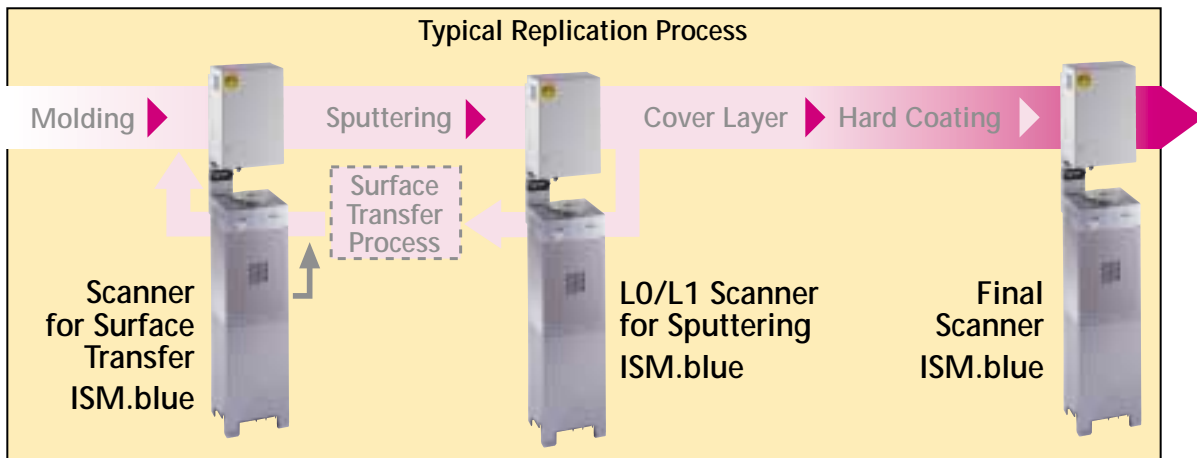 Typical Replication Process
Molding
Sputtering
Cover Layer
Hard Coating
Surface
Transfer
Process
Scanner
for Surface
Transfer
ISM.blue
L0/L1 Scanner
for Sputtering
ISM.blue
Final
Scanner
ISM.blue